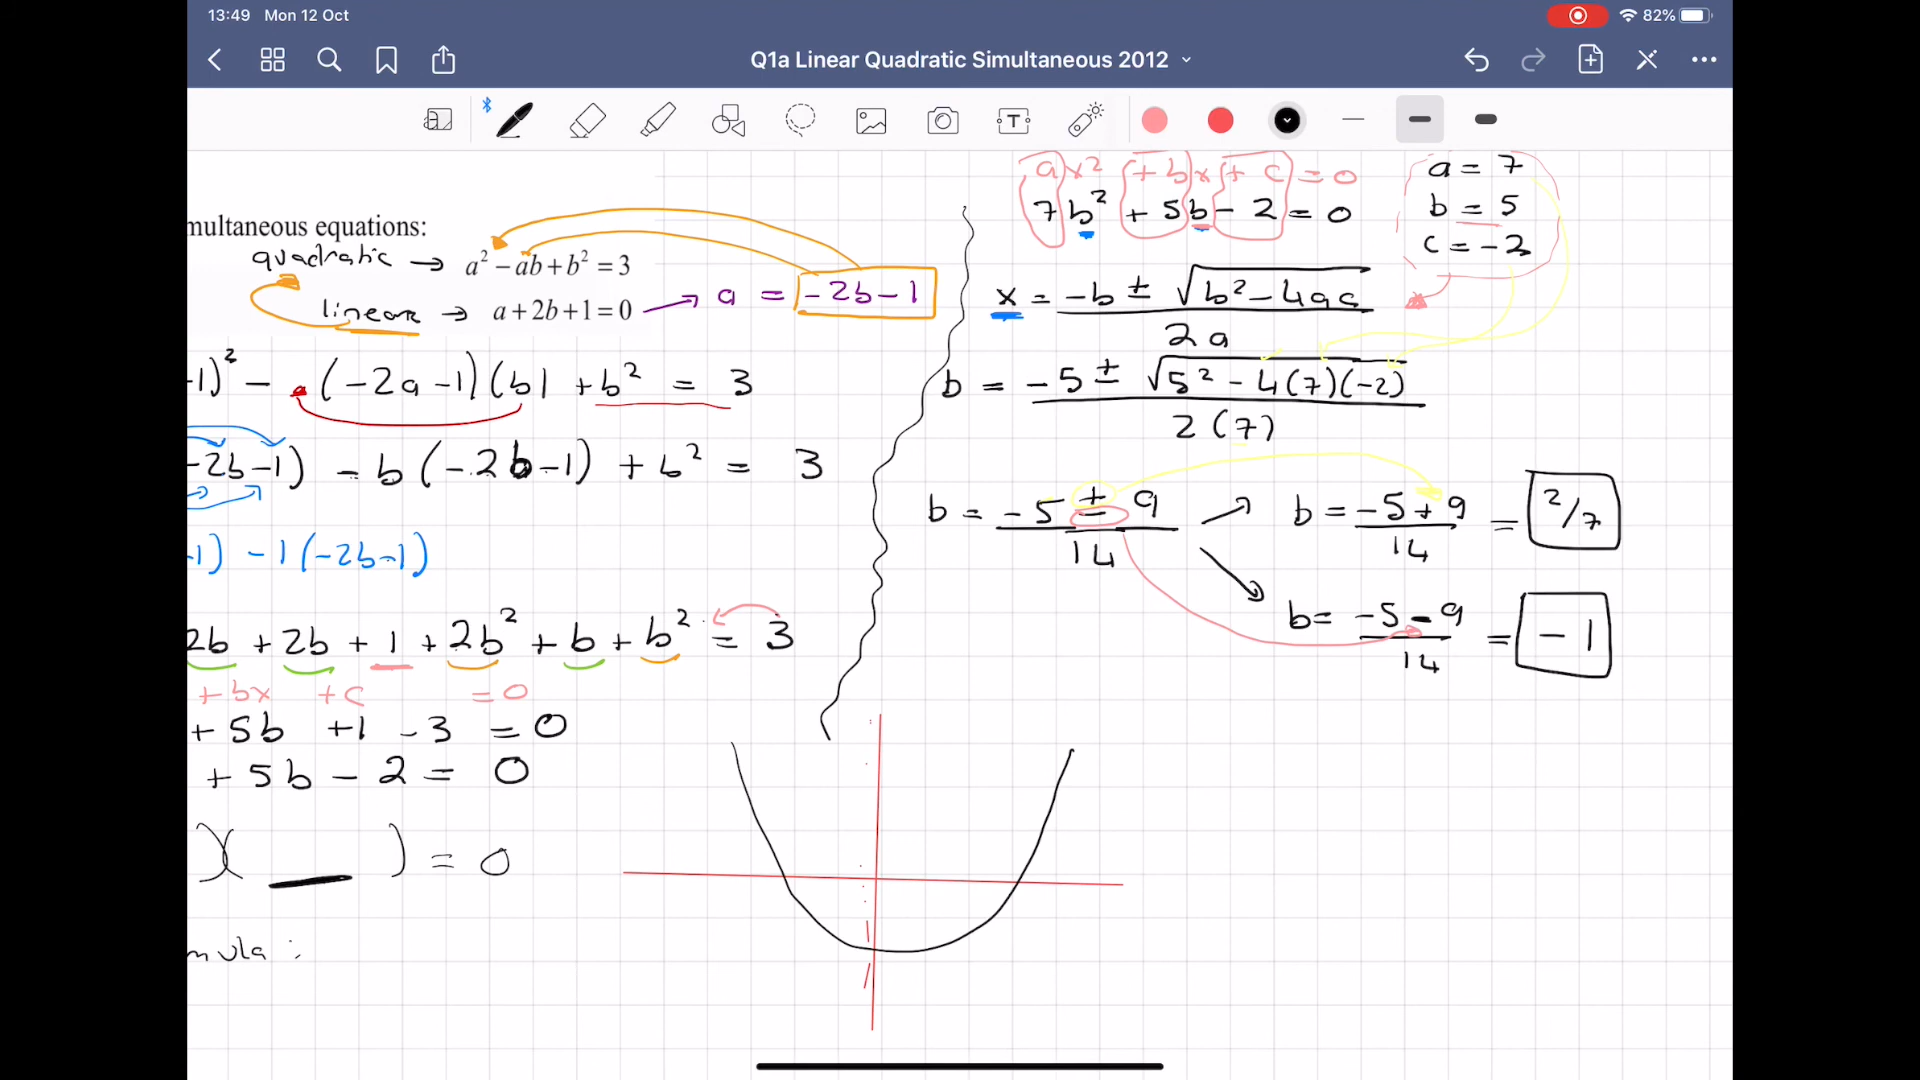 13:49 Mon 12 Oct 82%
Q1a Linear Quadratic Simultaneous 2012
T
multaneous equations:
quadratic → a² − ab + b² = 3
linear → a + 2b + 1 = 0 → a = -2b-1
-1)² - (-2a-1)(b) + b² = 3
-2b-1) - b(-2b-1) + b² = 3
-1) -1(-2b-1)
2b + 2b + 1 + 2b² + b + b² = 3
+bx +c =0
+5b +1 -3 =0
+5b - 2 = 0
)( ) = 0
mula :
ax² + bx + c = 0
7b² + 5b - 2 = 0
a = 7
b = 5
c = -2
x = -b ± √b²-4ac
2a
b = -5 ± √5² - 4(7)(-2)
2(7)
b = -5 ± 9
14
b = -5+9 = 2/7
14
b = -5-9 = -1
14